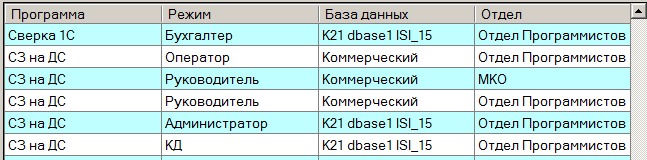 Программа Режим База данных Отдел
Сверка 1С Бухгалтер K21 dbase1 ISI_15 Отдел Программистов
СЗ на ДС Оператор Коммерческий Отдел Программистов
СЗ на ДС Руководитель Коммерческий МКО
СЗ на ДС Руководитель Коммерческий Отдел Программистов
СЗ на ДС Администратор K21 dbase1 ISI_15 Отдел Программистов
СЗ на ДС КД K21 dbase1 ISI_15 Отдел Программистов